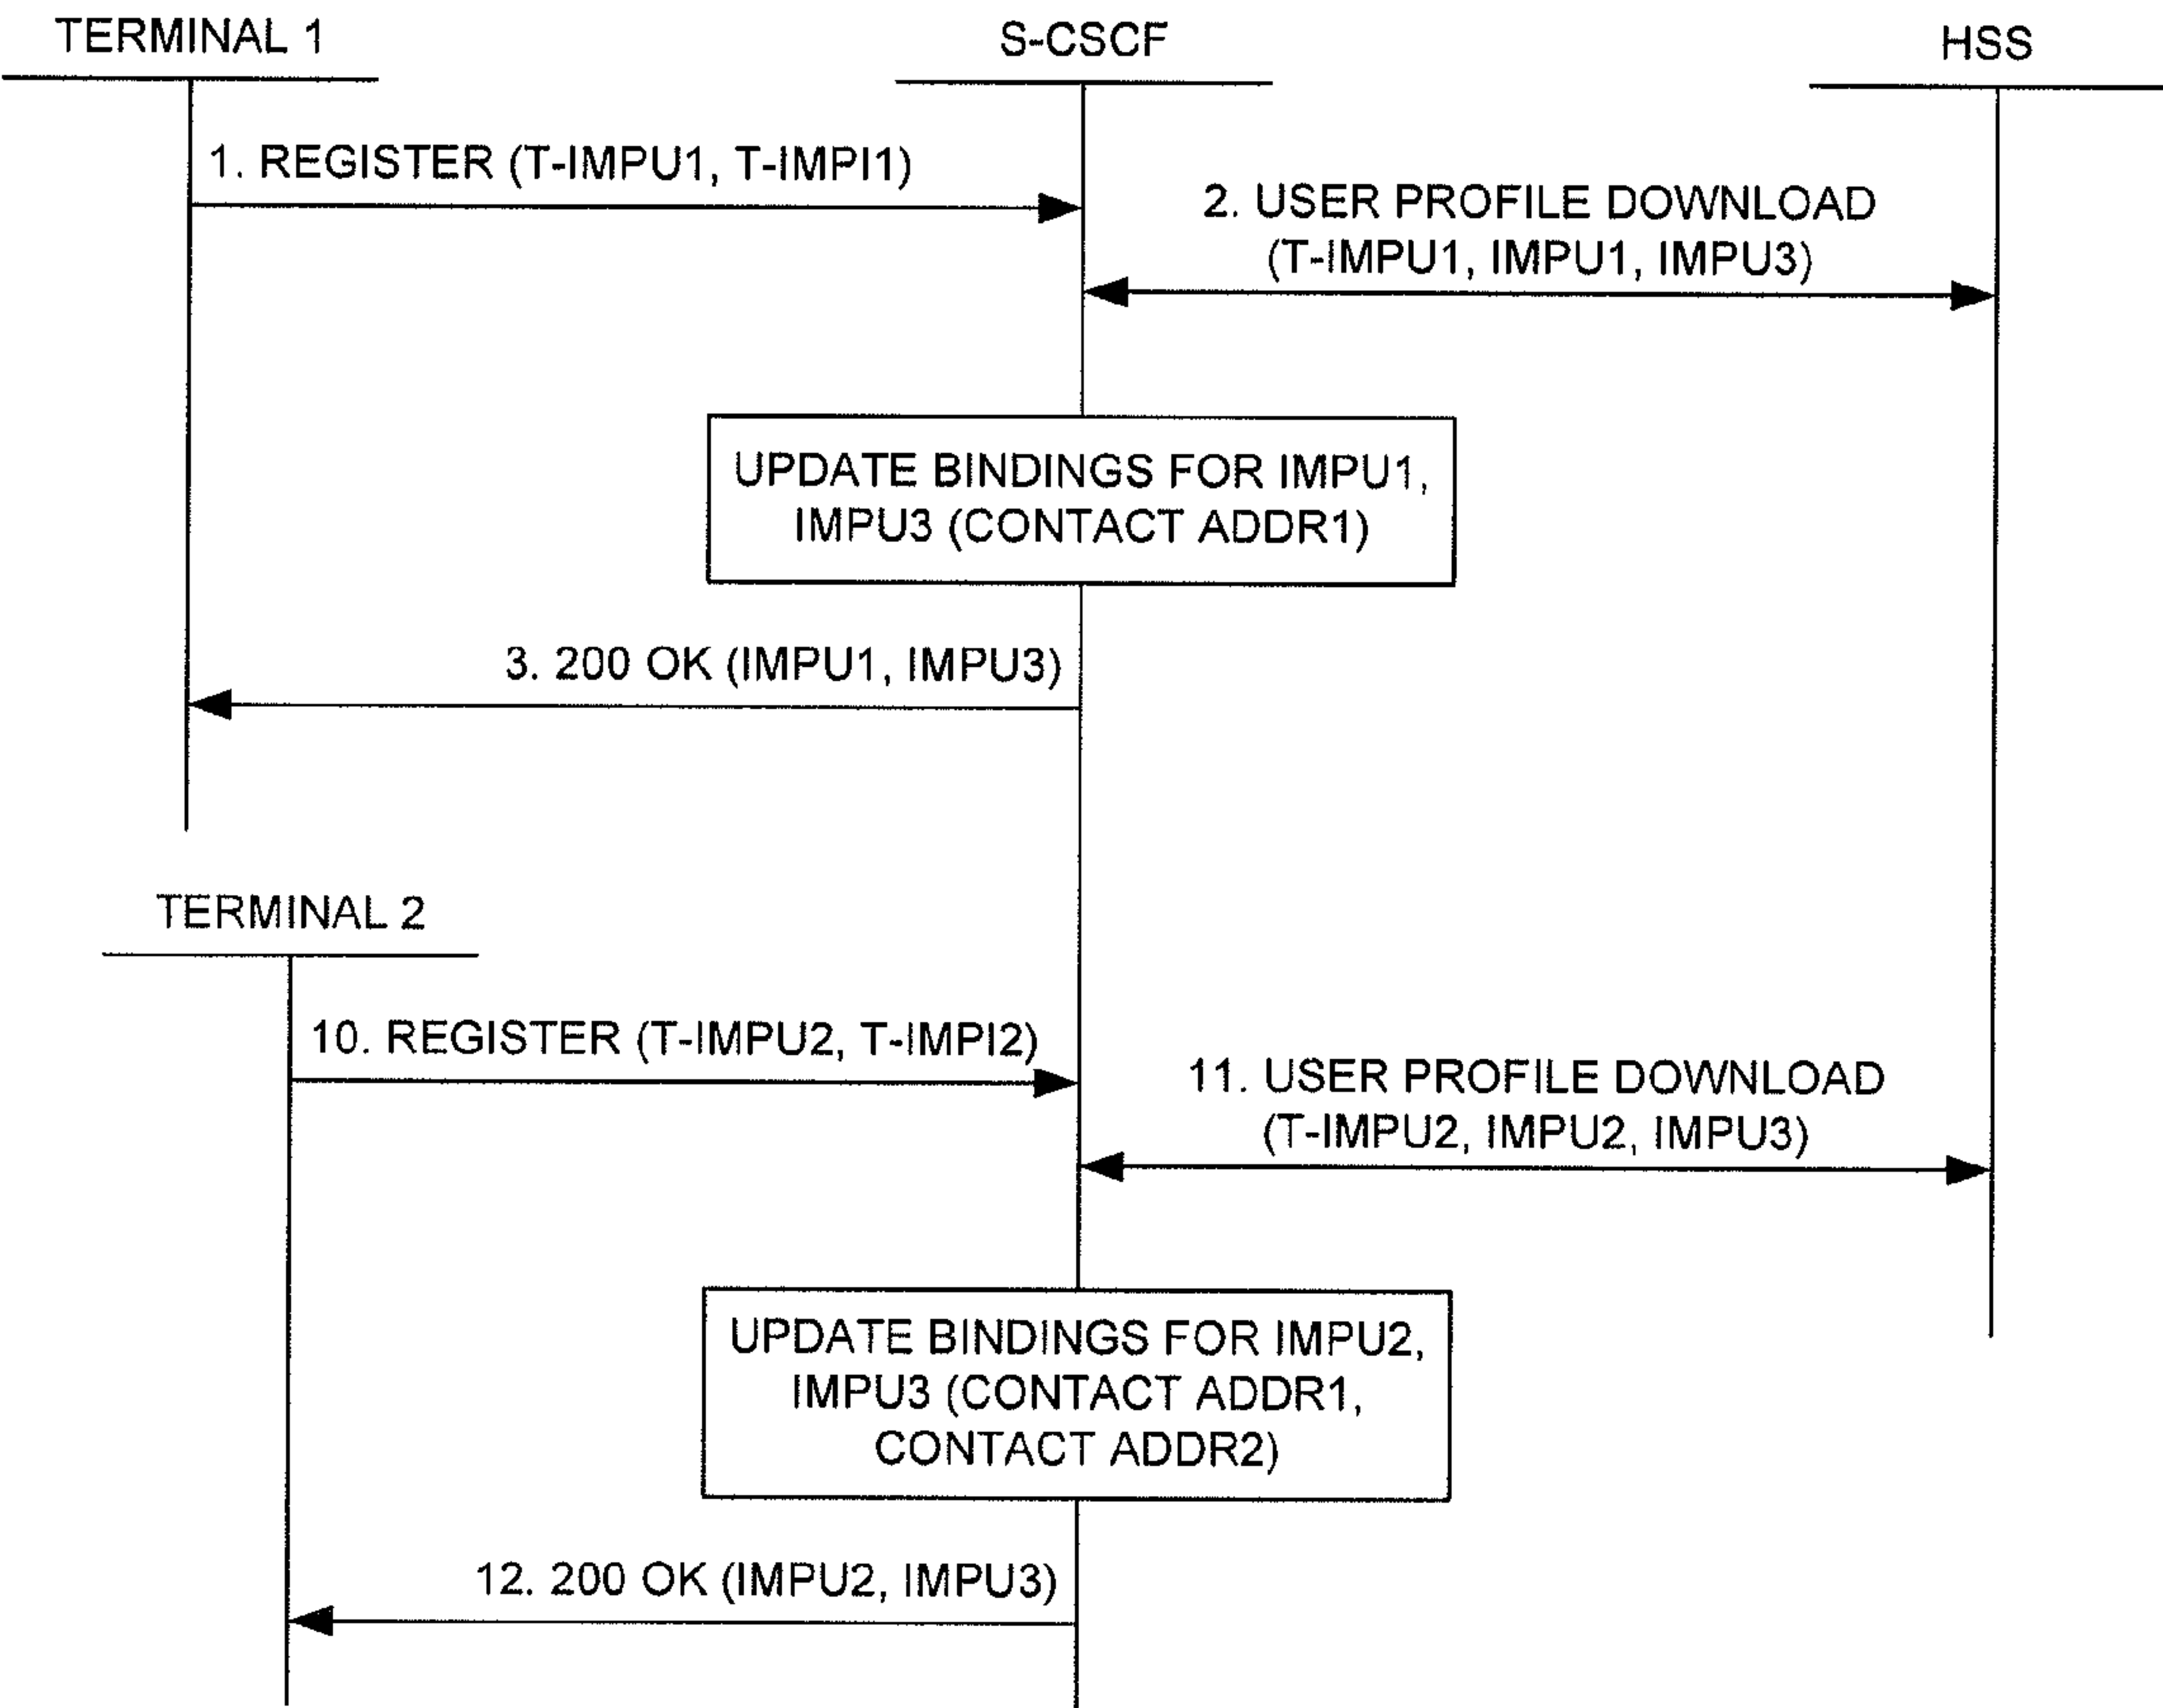 TERMINAL 1
S-CSCF
HSS
1. REGISTER (T-IMPU1, T-IMPI1)
2. USER PROFILE DOWNLOAD
(T-IMPU1, IMPU1, IMPU3)
UPDATE BINDINGS FOR IMPU1,
IMPU3 (CONTACT ADDR1)
3. 200 OK (IMPU1, IMPU3)
TERMINAL 2
10. REGISTER (T-IMPU2, T-IMPI2)
11. USER PROFILE DOWNLOAD
(T-IMPU2, IMPU2, IMPU3)
UPDATE BINDINGS FOR IMPU2,
IMPU3 (CONTACT ADDR1,
CONTACT ADDR2)
12. 200 OK (IMPU2, IMPU3)